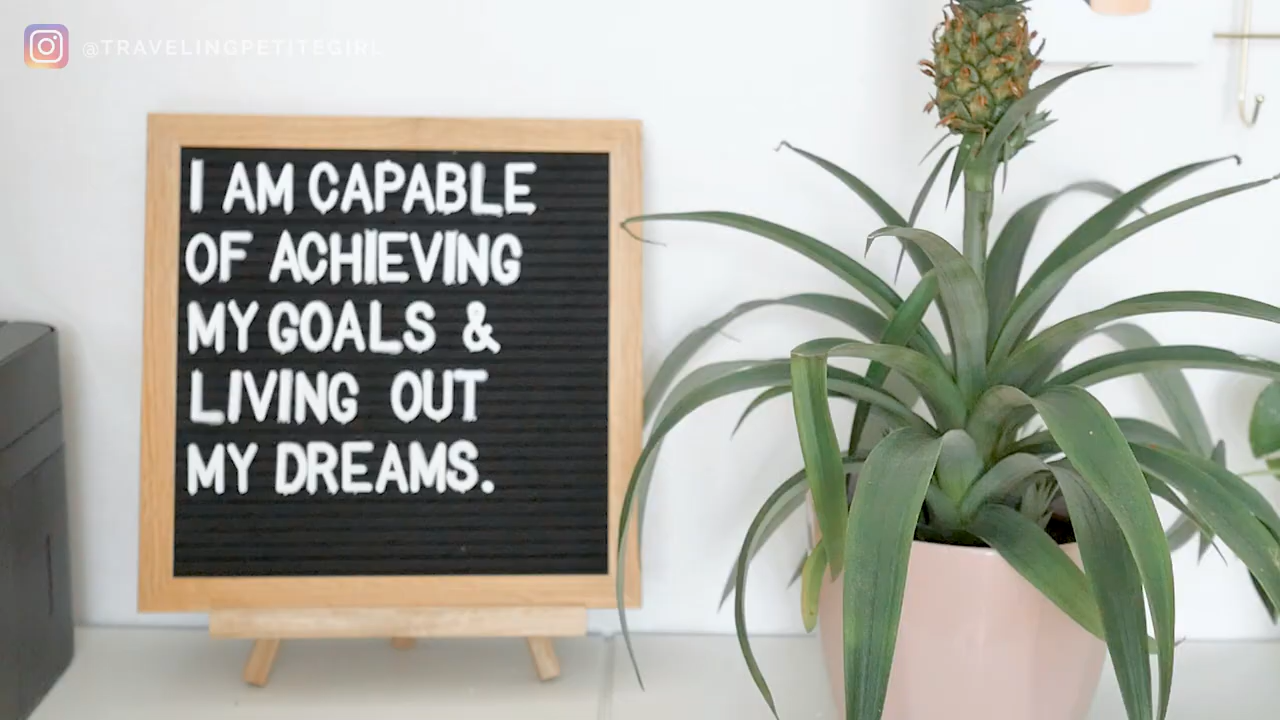 @TRAVELINGPETITEGIRL
I AM CAPABLE
OF ACHIEVING
MY GOALS &
LIVING OUT
MY DREAMS.